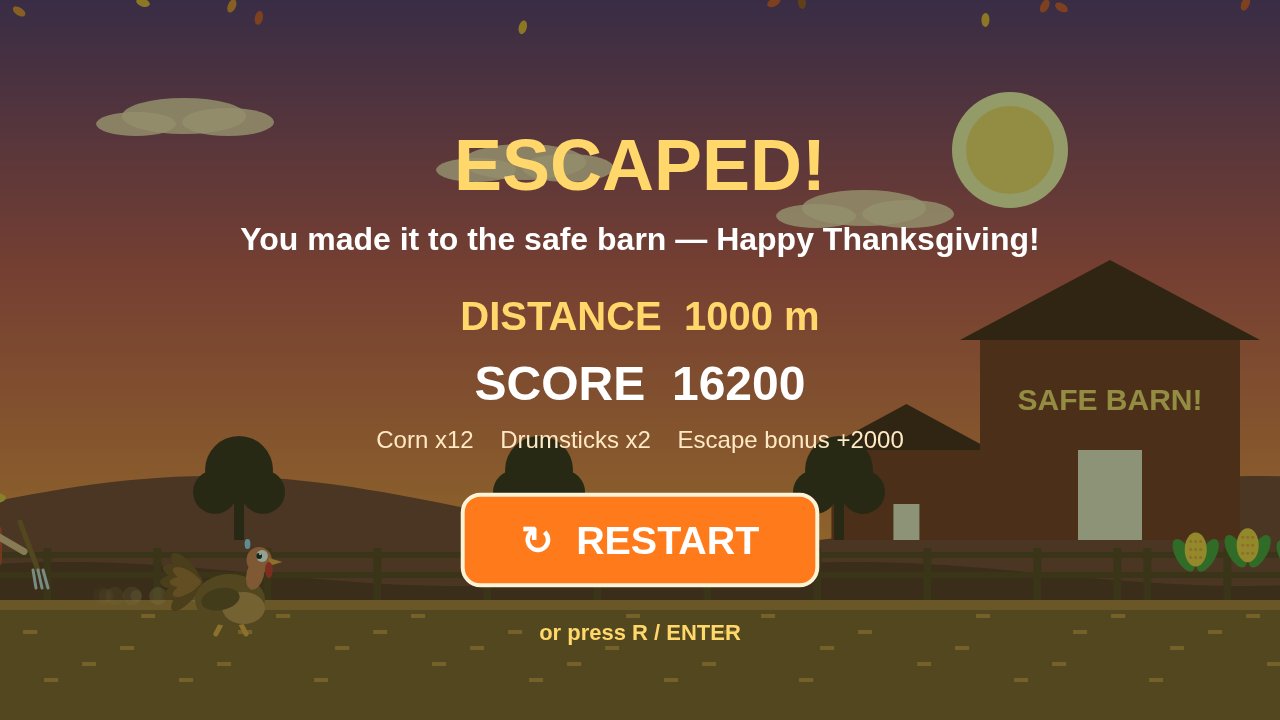 ESCAPED!
You made it to the safe barn — Happy Thanksgiving!
DISTANCE 1000 m
SCORE 16200
SAFE BARN!
Corn x12 Drumsticks x2 Escape bonus +2000
↻ RESTART
or press R / ENTER